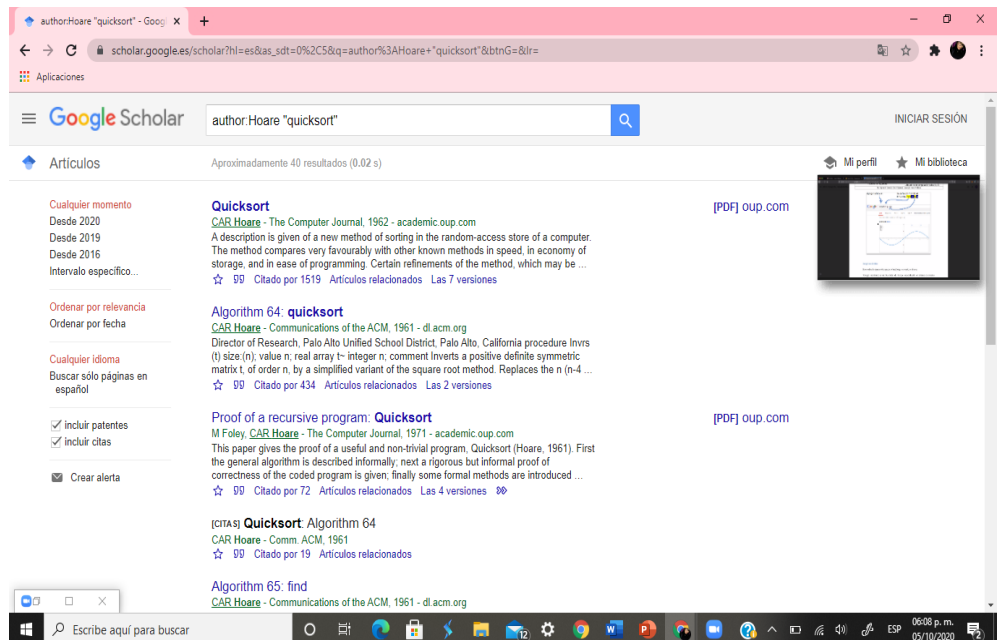 author:Hoare "quicksort" - Goog
scholar.google.es/scholar?hl=es&as_sdt=0%2C5&q=author%3AHoare+"quicksort"&btnG=&lr=
Aplicaciones
Google Scholar
author:Hoare "quicksort"
INICIAR SESIÓN
Artículos
Aproximadamente 40 resultados (0.02 s)
Mi perfil
Mi biblioteca
Cualquier momento
Desde 2020
Desde 2019
Desde 2016
Intervalo específico...
Ordenar por relevancia
Ordenar por fecha
Cualquier idioma
Buscar sólo páginas en
español
incluir patentes
incluir citas
Crear alerta
Quicksort
[PDF] oup.com
CAR Hoare - The Computer Journal, 1962 - academic.oup.com
A description is given of a new method of sorting in the random-access store of a computer.
The method compares very favourably with other known methods in speed, in economy of
storage, and in ease of programming. Certain refinements of the method, which may be ...
Citado por 1519 Artículos relacionados Las 7 versiones
Algorithm 64: quicksort
CAR Hoare - Communications of the ACM, 1961 - dl.acm.org
Director of Research, Palo Alto Unified School District, Palo Alto, California procedure Invrs
(t) size:(n); value n; real array t~ integer n; comment Inverts a positive definite symmetric
matrix t, of order n, by a simplified variant of the square root method. Replaces the n (n-4 ...
Citado por 434 Artículos relacionados Las 2 versiones
Proof of a recursive program: Quicksort
[PDF] oup.com
M Foley, CAR Hoare - The Computer Journal, 1971 - academic.oup.com
This paper gives the proof of a useful and non-trivial program, Quicksort (Hoare, 1961). First
the general algorithm is described informally; next a rigorous but informal proof of
correctness of the coded program is given; finally some formal methods are introduced ...
Citado por 72 Artículos relacionados Las 4 versiones
[CITAS] Quicksort: Algorithm 64
CAR Hoare - Comm. ACM, 1961
Citado por 19 Artículos relacionados
Algorithm 65: find
CAR Hoare - Communications of the ACM, 1961 - dl.acm.org
Escribe aquí para buscar
12
ESP
06:08 p. m.
05/10/2020
2